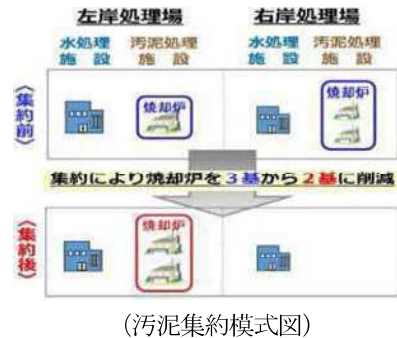 左岸処理場 右岸処理場
水処理施設 汚泥処理施設 水処理施設 汚泥処理施設
〈集約前〉
焼却炉 焼却炉
集約により焼却炉を3基から2基に削減
〈集約後〉
焼却炉
(汚泥集約模式図)